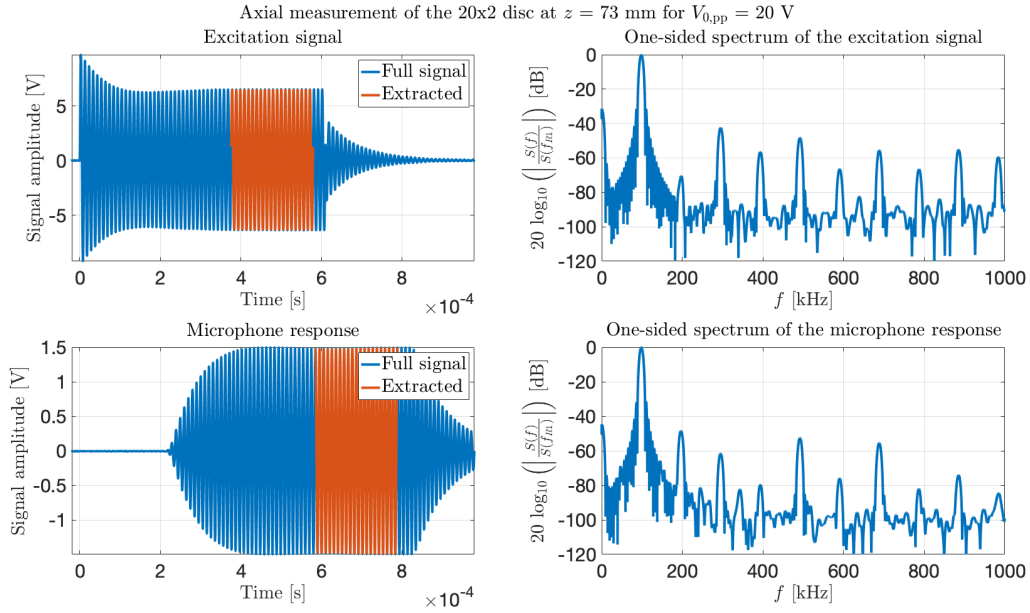 Axial measurement of the 20x2 disc at z = 73 mm for V0,pp = 20 V
Excitation signal
Signal amplitude [V]
5
0
-5
Full signal
Extracted
0 2 4 6 8
Time [s]
×10-4
One-sided spectrum of the excitation signal
20 log10 (|S(f)/S(fR1)|) [dB]
0
-20
-40
-60
-80
-100
-120
0 200 400 600 800 1000
f [kHz]
Microphone response
Signal amplitude [V]
1.5
1
0.5
0
-0.5
-1
Full signal
Extracted
0 2 4 6 8
Time [s]
×10-4
One-sided spectrum of the microphone response
20 log10 (|S(f)/S(fR1)|) [dB]
0
-20
-40
-60
-80
-100
-120
0 200 400 600 800 1000
f [kHz]